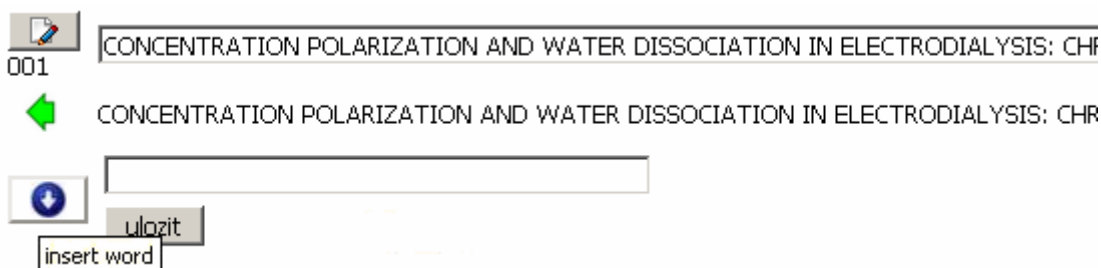 CONCENTRATION POLARIZATION AND WATER DISSOCIATION IN ELECTRODIALYSIS: CHR
001
CONCENTRATION POLARIZATION AND WATER DISSOCIATION IN ELECTRODIALYSIS: CHR
ulozit
insert word